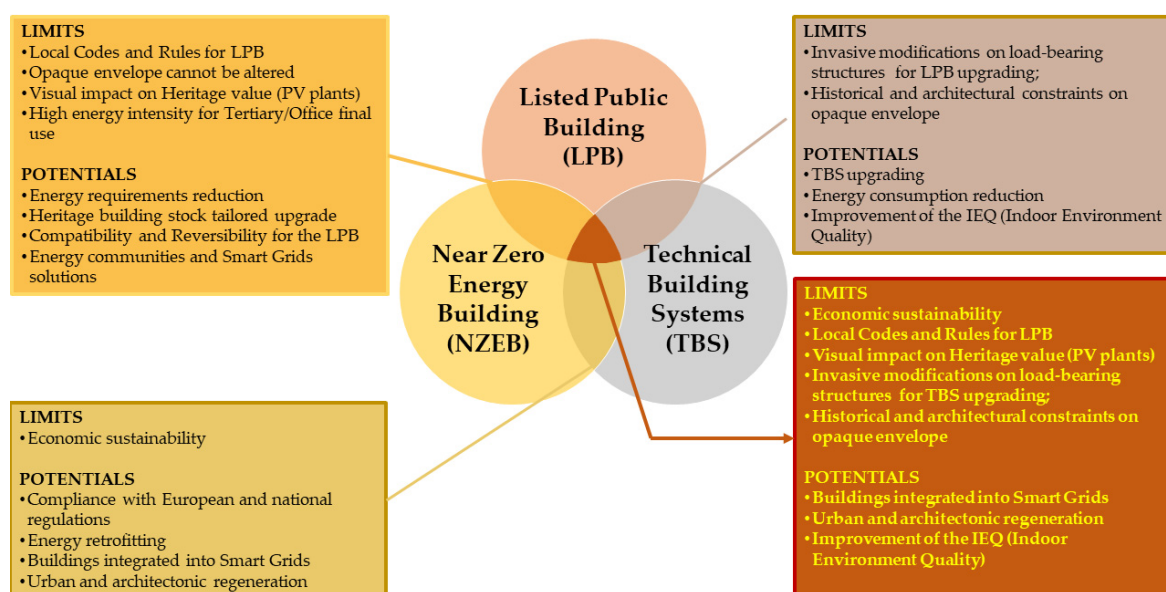 LIMITS
•Local Codes and Rules for LPB
•Opaque envelope cannot be altered
•Visual impact on Heritage value (PV plants)
•High energy intensity for Tertiary/Office final
use
POTENTIALS
•Energy requirements reduction
•Heritage building stock tailored upgrade
•Compatibility and Reversibility for the LPB
•Energy communities and Smart Grids
solutions
Listed Public
Building
(LPB)
Near Zero
Energy
Building
(NZEB)
Technical
Building
Systems
(TBS)
LIMITS
•Invasive modifications on load-bearing
structures for LPB upgrading;
•Historical and architectural constraints on
opaque envelope
POTENTIALS
•TBS upgrading
•Energy consumption reduction
•Improvement of the IEQ (Indoor Environment
Quality)
LIMITS
•Economic sustainability
POTENTIALS
•Compliance with European and national
regulations
•Energy retrofitting
•Buildings integrated into Smart Grids
•Urban and architectonic regeneration
LIMITS
•Economic sustainability
•Local Codes and Rules for LPB
•Visual impact on Heritage value (PV plants)
•Invasive modifications on load-bearing
structures for TBS upgrading;
•Historical and architectural constraints on
opaque envelope
POTENTIALS
•Buildings integrated into Smart Grids
•Urban and architectonic regeneration
•Improvement of the IEQ (Indoor
Environment Quality)